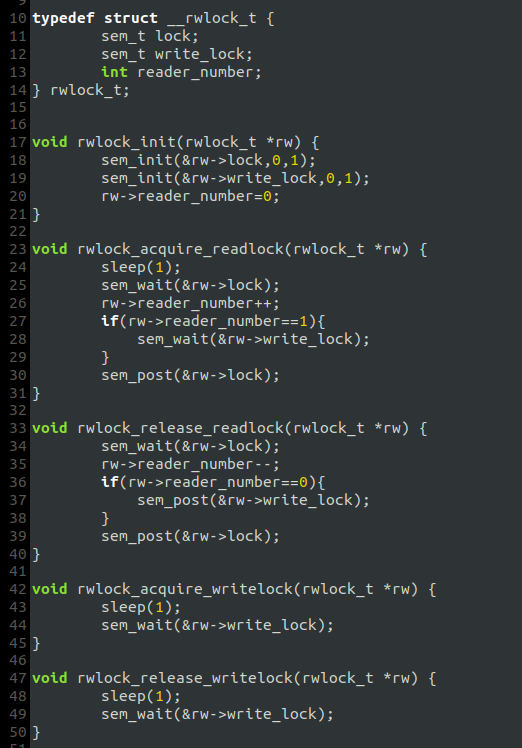 10 typedef struct __rwlock_t {
11         sem_t lock;
12         sem_t write_lock;
13         int reader_number;
14 } rwlock_t;
15
16
17 void rwlock_init(rwlock_t *rw) {
18         sem_init(&rw->lock,0,1);
19         sem_init(&rw->write_lock,0,1);
20         rw->reader_number=0;
21 }
22
23 void rwlock_acquire_readlock(rwlock_t *rw) {
24         sleep(1);
25         sem_wait(&rw->lock);
26         rw->reader_number++;
27         if(rw->reader_number==1){
28             sem_wait(&rw->write_lock);
29         }
30         sem_post(&rw->lock);
31 }
32
33 void rwlock_release_readlock(rwlock_t *rw) {
34         sem_wait(&rw->lock);
35         rw->reader_number--;
36         if(rw->reader_number==0){
37             sem_post(&rw->write_lock);
38         }
39         sem_post(&rw->lock);
40 }
41
42 void rwlock_acquire_writelock(rwlock_t *rw) {
43         sleep(1);
44         sem_wait(&rw->write_lock);
45 }
46
47 void rwlock_release_writelock(rwlock_t *rw) {
48         sleep(1);
49         sem_wait(&rw->write_lock);
50 }